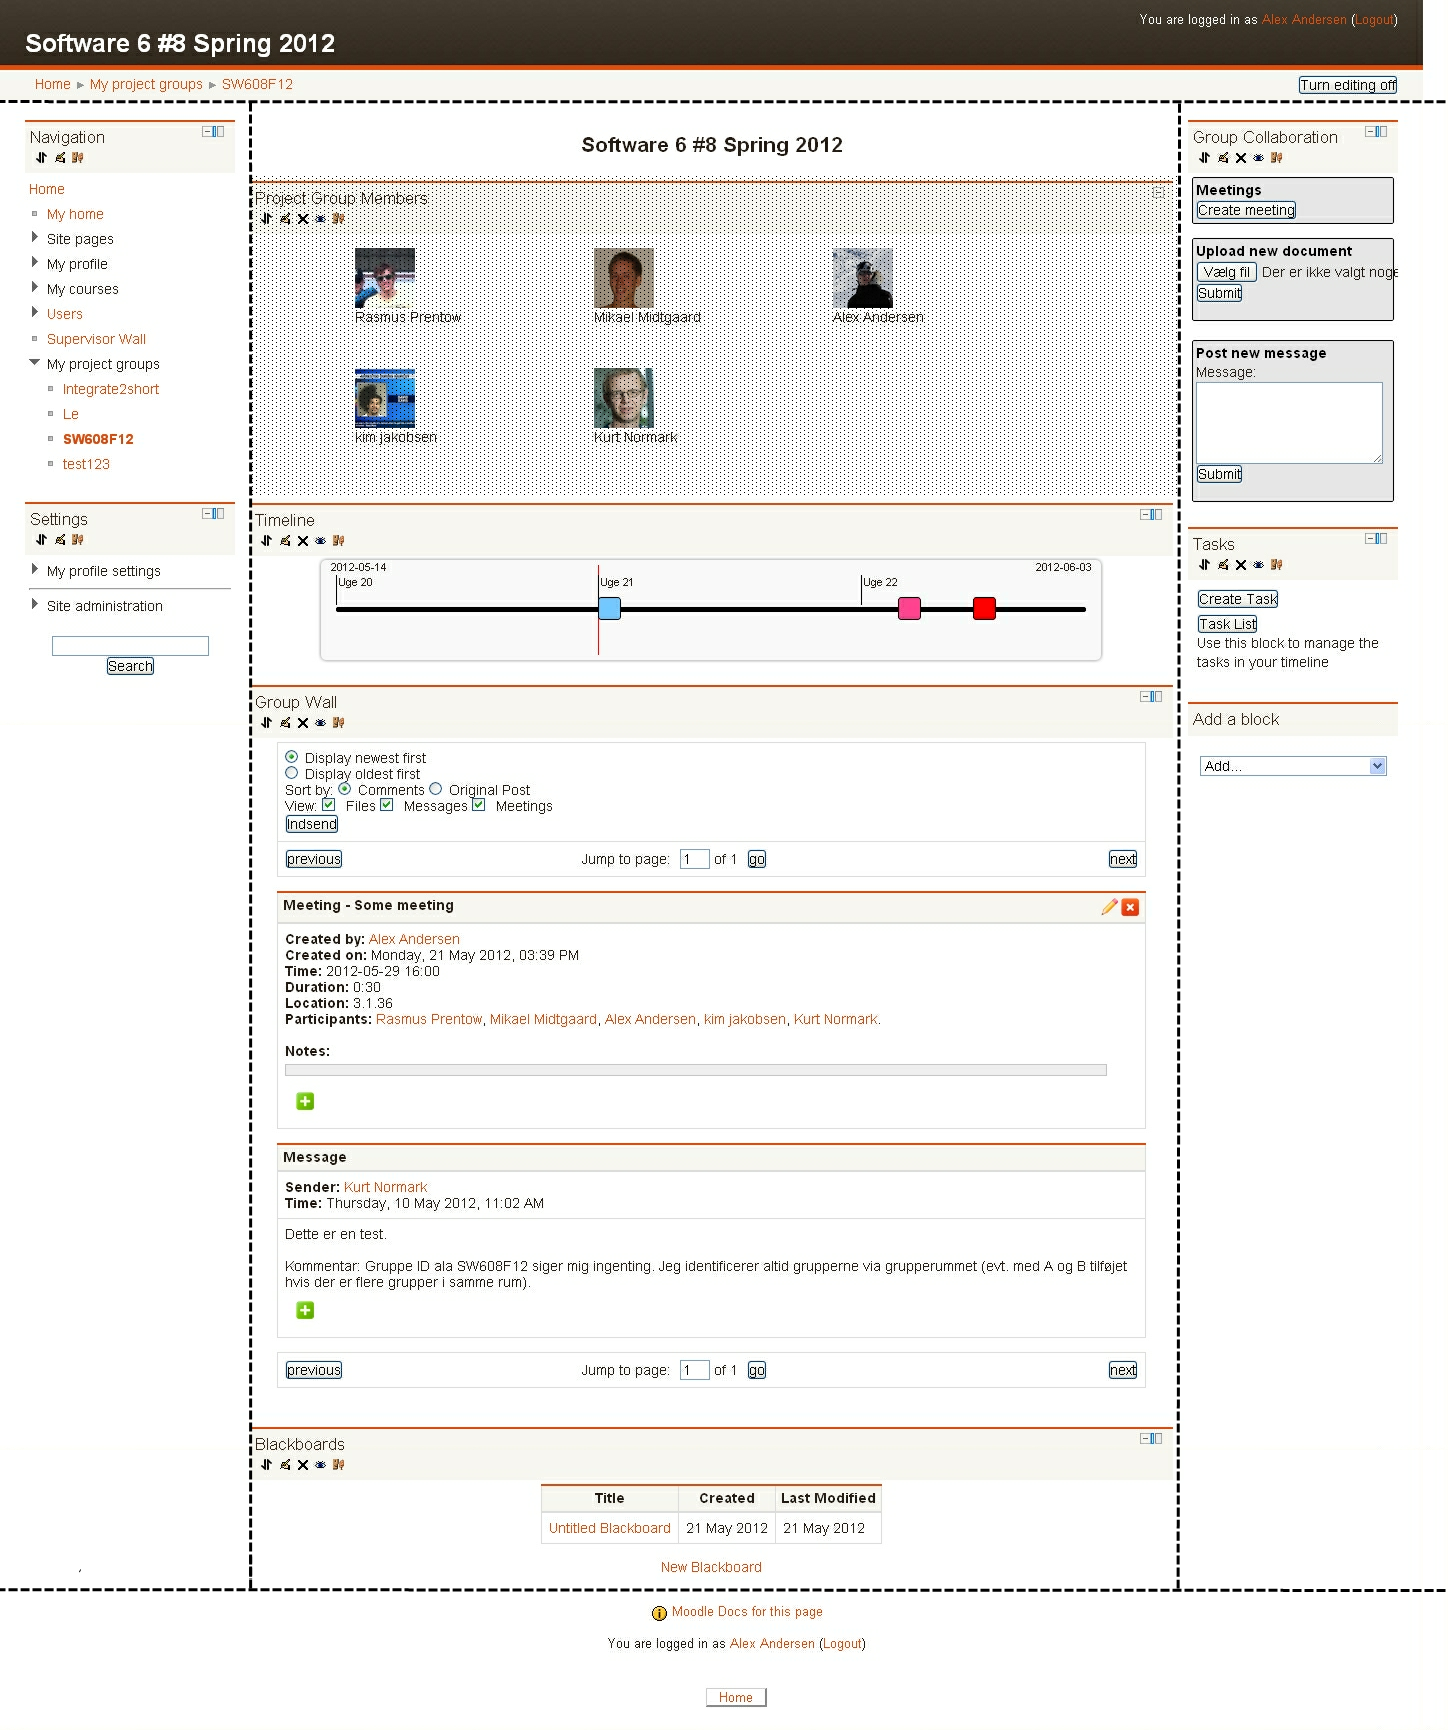 You are logged in as Alex Andersen (Logout)
Software 6 #8 Spring 2012
Home ► My project groups ► SW608F12
Turn editing off
Navigation
Home
My home
Site pages
My profile
My courses
Users
Supervisor Wall
My project groups
Integrate2short
Le
SW608F12
test123
Settings
My profile settings
Site administration
Search
Software 6 #8 Spring 2012
Project Group Members
Rasmus Prentow
Mikael Midtgaard
Alex Andersen
kim jakobsen
Kurt Normark
Timeline
2012-05-14
2012-06-03
Uge 20
Uge 21
Uge 22
Group Wall
Display newest first
Display oldest first
Sort by: Comments Original Post
View: Files Messages Meetings
Indsend
previous
Jump to page: 1 of 1 go
next
Meeting - Some meeting
Created by: Alex Andersen
Created on: Monday, 21 May 2012, 03:39 PM
Time: 2012-05-29 16:00
Duration: 0:30
Location: 3.1.36
Participants: Rasmus Prentow, Mikael Midtgaard, Alex Andersen, kim jakobsen, Kurt Normark.
Notes:
Message
Sender: Kurt Normark
Time: Thursday, 10 May 2012, 11:02 AM
Dette er en test.
Kommentar: Gruppe ID ala SW608F12 siger mig ingenting. Jeg identificerer altid grupperne via grupperummet (evt. med A og B tilføjet
hvis der er flere grupper i samme rum).
previous
Jump to page: 1 of 1 go
next
Blackboards
Title Created Last Modified
Untitled Blackboard 21 May 2012 21 May 2012
New Blackboard
Group Collaboration
Meetings
Create meeting
Upload new document
Vælg fil Der er ikke valgt noge
Submit
Post new message
Message:
Submit
Tasks
Create Task
Task List
Use this block to manage the
tasks in your timeline
Add a block
Add...
Moodle Docs for this page
You are logged in as Alex Andersen (Logout)
Home